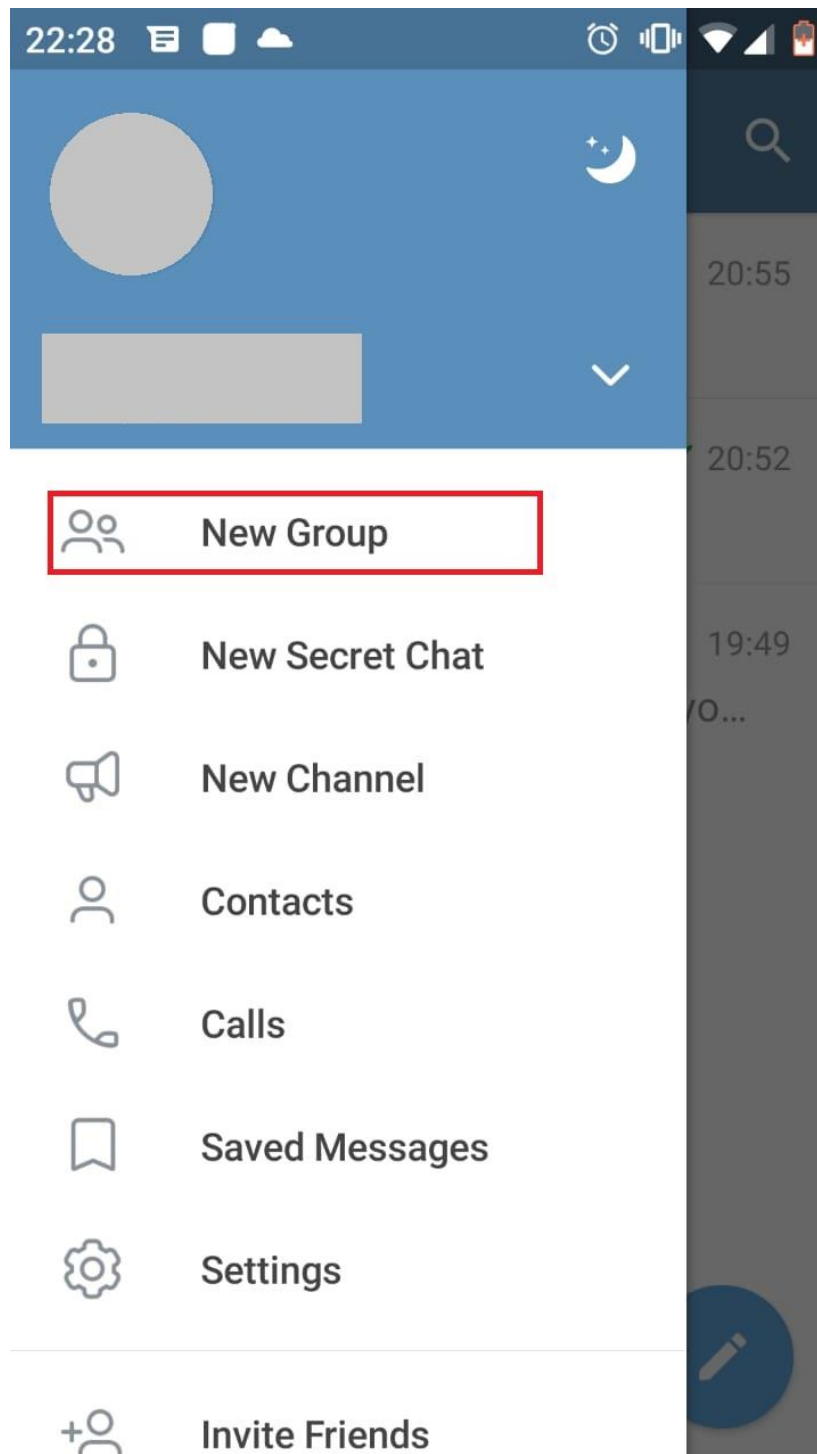 22:28
20:55
20:52
New Group
New Secret Chat
19:49
yo...
New Channel
Contacts
Calls
Saved Messages
Settings
Invite Friends